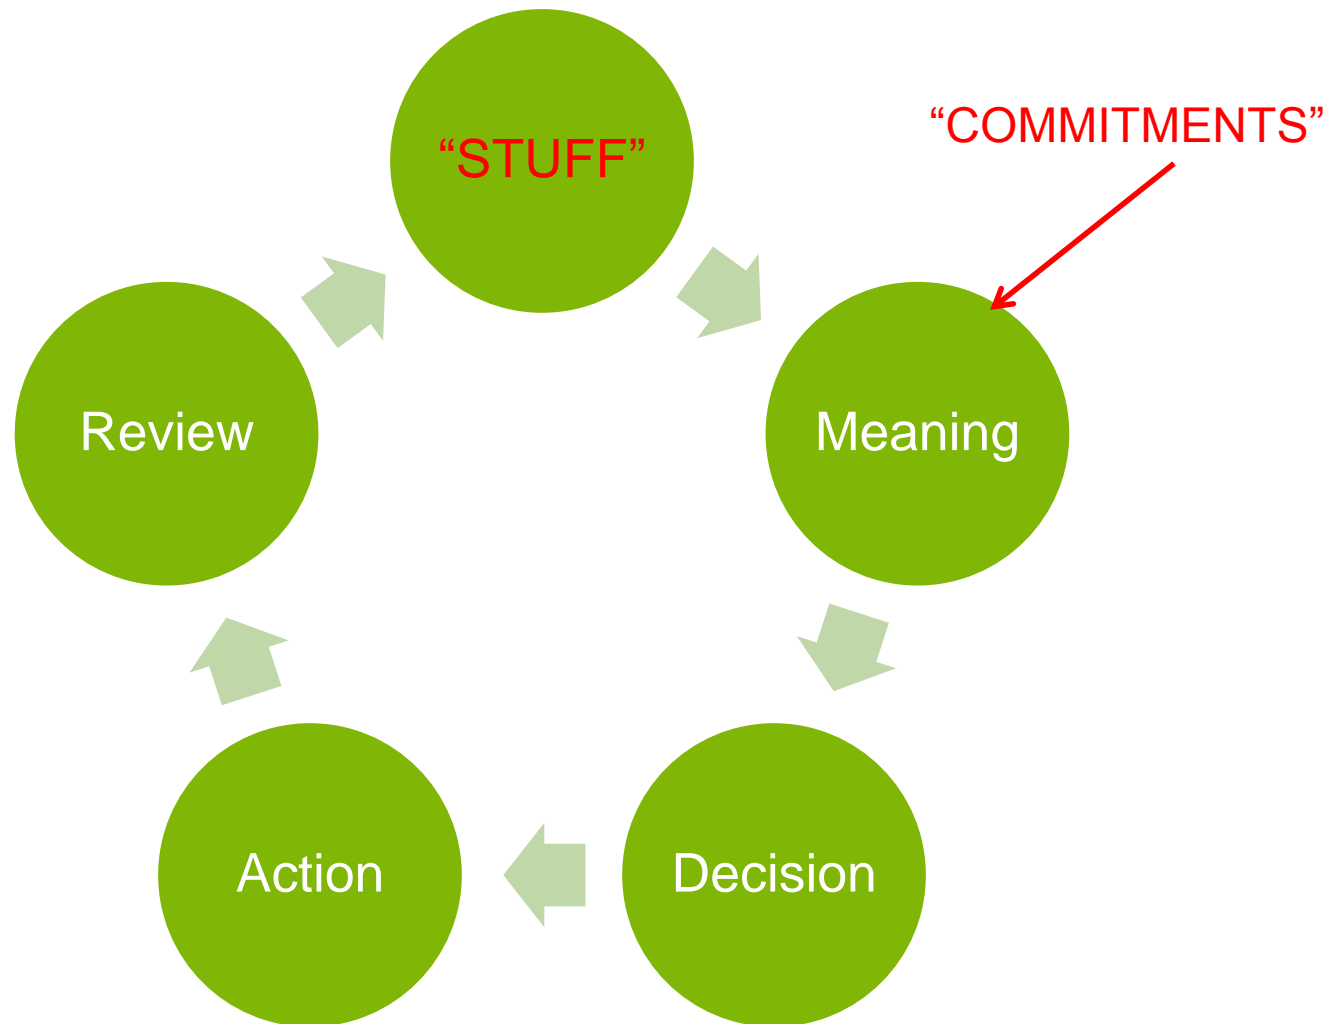 “STUFF”
“COMMITMENTS”
Meaning
Decision
Action
Review